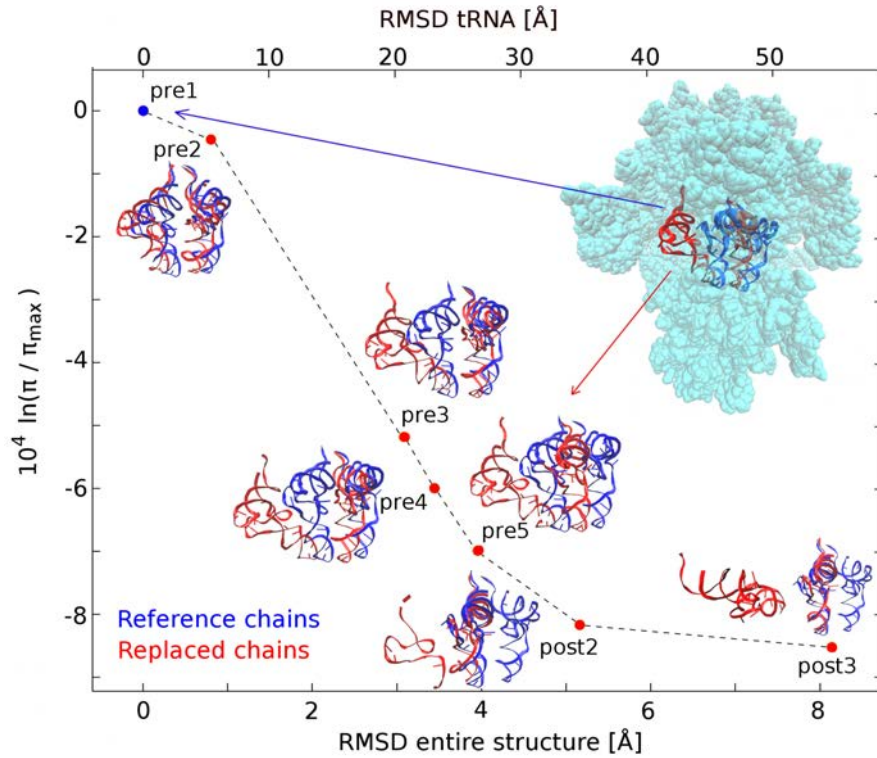 RMSD tRNA [Å]
0 10 20 30 40 50
pre1
pre2
pre3
pre4
pre5
post2
post3
Reference chains
Replaced chains
10⁴ ln(π / π_max)
0
-2
-4
-6
-8
0 2 4 6 8
RMSD entire structure [Å]